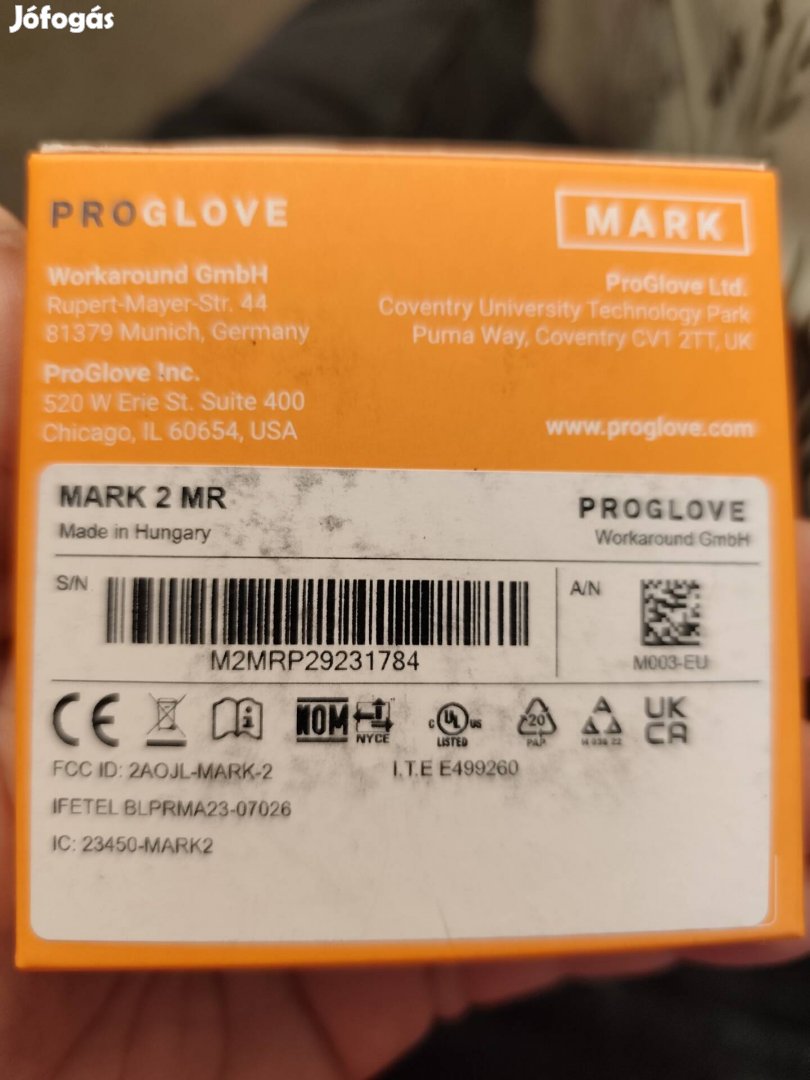 Jófogás
PROGLOVE
MARK
Workaround GmbH
Rupert-Mayer-Str. 44
81379 Munich, Germany
ProGlove Ltd.
Coventry University Technology Park
Puma Way, Coventry CV1 2TT, UK
ProGlove Inc.
520 W Erie St. Suite 400
Chicago, IL 60654, USA
www.proglove.com
MARK 2 MR
Made in Hungary
PROGLOVE
Workaround GmbH
S/N
M2MRP29231784
A/N
M003-EU
CE
NOM
NYCE
C UL US
LISTED
20
PAP
UK
CA
FCC ID: 2AOJL-MARK-2
I.T.E E499260
IFETEL BLPRMA23-07026
IC: 23450-MARK2